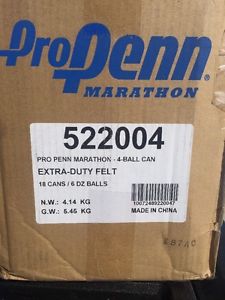 ProPenn
MARATHON
522004
PRO PENN MARATHON - 4-BALL CAN
EXTRA-DUTY FELT
18 CANS / 6 DZ BALLS
N.W.: 4.14 KG
G.W.: 5.45 KG
10072489220047
MADE IN CHINA